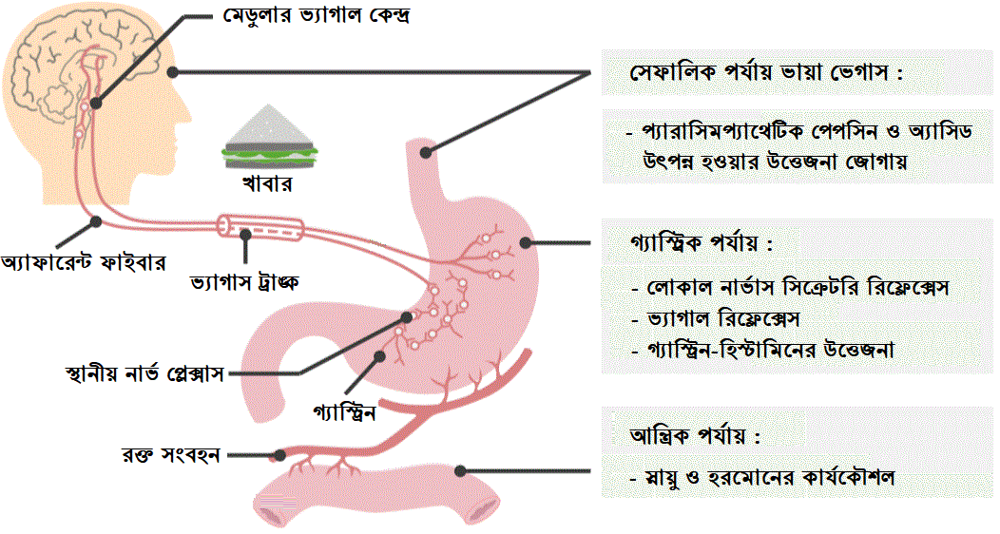 মেডুলার ভ্যাগাল কেন্দ্র
সেফালিক পর্যায় ভায়া ভেগাস :
- প্যারাসিমপ্যাথেটিক পেপসিন ও অ্যাসিড
উৎপন্ন হওয়ার উত্তেজনা জোগায়
খাবার
অ্যাফারেন্ট ফাইবার
ভ্যাগাস ট্রাঙ্ক
গ্যাস্ট্রিক পর্যায় :
- লোকাল নার্ভাস সিক্রেটরি রিফ্লেক্সেস
- ভ্যাগাল রিফ্লেক্সেস
- গ্যাস্ট্রিন-হিস্টামিনের উত্তেজনা
স্থানীয় নার্ভ প্লেক্সাস
গ্যাস্ট্রিন
রক্ত সংবহন
আন্ত্রিক পর্যায় :
- স্নায়ু ও হরমোনের কার্যকৌশল